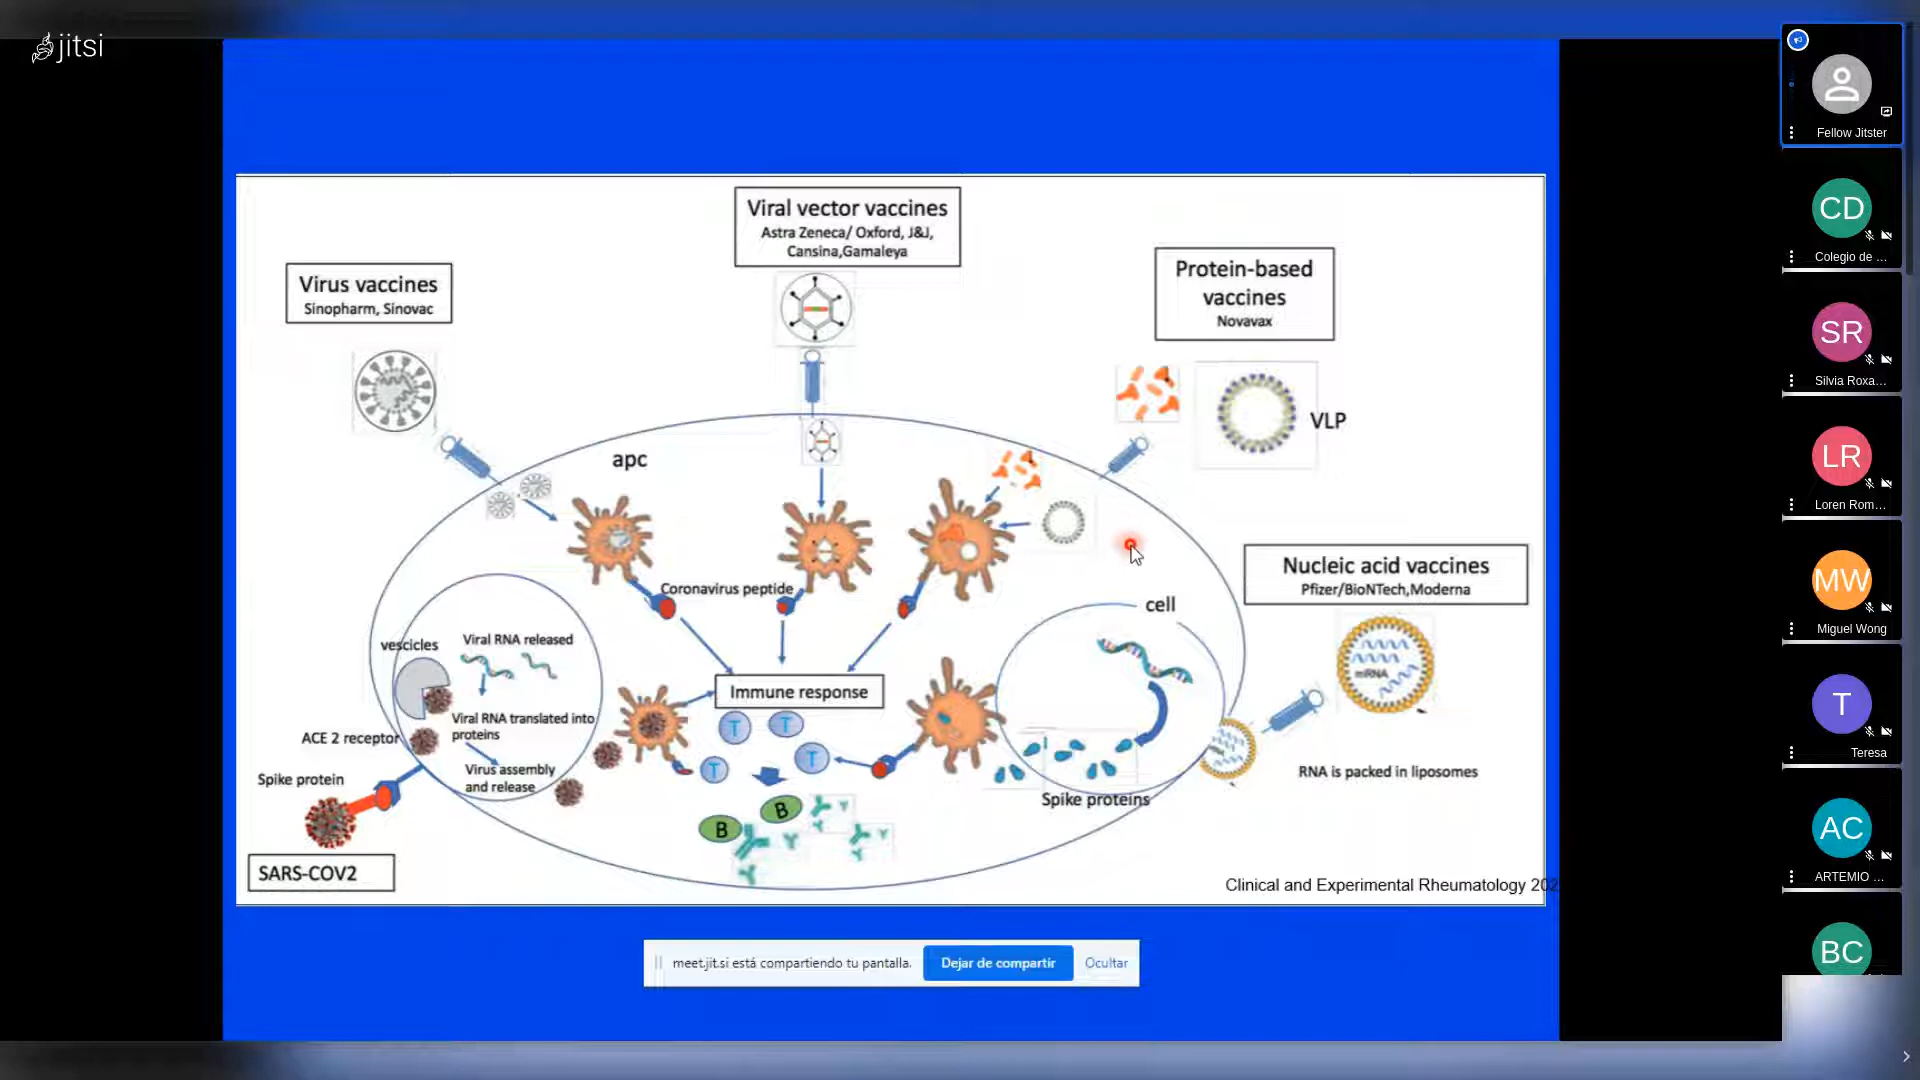 jitsi
Viral vector vaccines
Astra Zeneca/ Oxford, J&J,
Cansina,Gamaleya
Virus vaccines
Sinopharm, Sinovac
Protein-based
vaccines
Novavax
VLP
apc
Coronavirus peptide
Nucleic acid vaccines
Pfizer/BioNTech,Moderna
cell
mRNA
vescicles
Viral RNA released
Viral RNA translated into
proteins
Virus assembly
and release
ACE 2 receptor
Spike protein
SARS-COV2
Immune response
T
T
T
T
B
B
Spike proteins
RNA is packed in liposomes
Clinical and Experimental Rheumatology
meet.jit.si está compartiendo tu pantalla.
Dejar de compartir
Ocultar
Fellow Jitster
CD
Colegio de ...
SR
Silvia Roxa...
LR
Loren Rom...
MW
Miguel Wong
T
Teresa
AC
ARTEMIO ...
BC